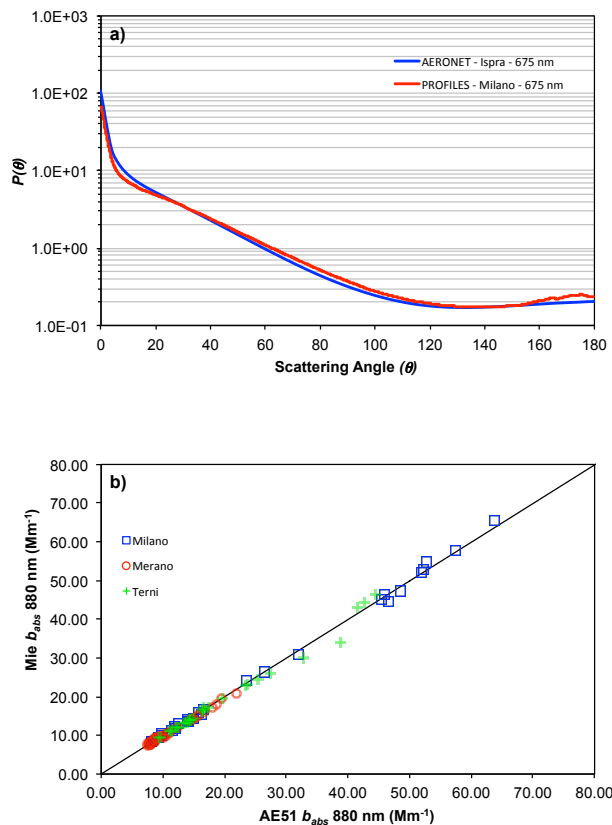 1.0E+03
a)
AERONET - Ispra - 675 nm
PROFILES - Milano - 675 nm
1.0E+02
P(θ)
1.0E+01
1.0E+00
1.0E-01
0 20 40 60 80 100 120 140 160 180
Scattering Angle (θ)
80.00
b)
70.00
Milano
60.00
Merano
50.00
Terni
Mie b_abs 880 nm (Mm⁻¹)
40.00
30.00
20.00
10.00
0.00
0.00 10.00 20.00 30.00 40.00 50.00 60.00 70.00 80.00
AE51 b_abs 880 nm (Mm⁻¹)